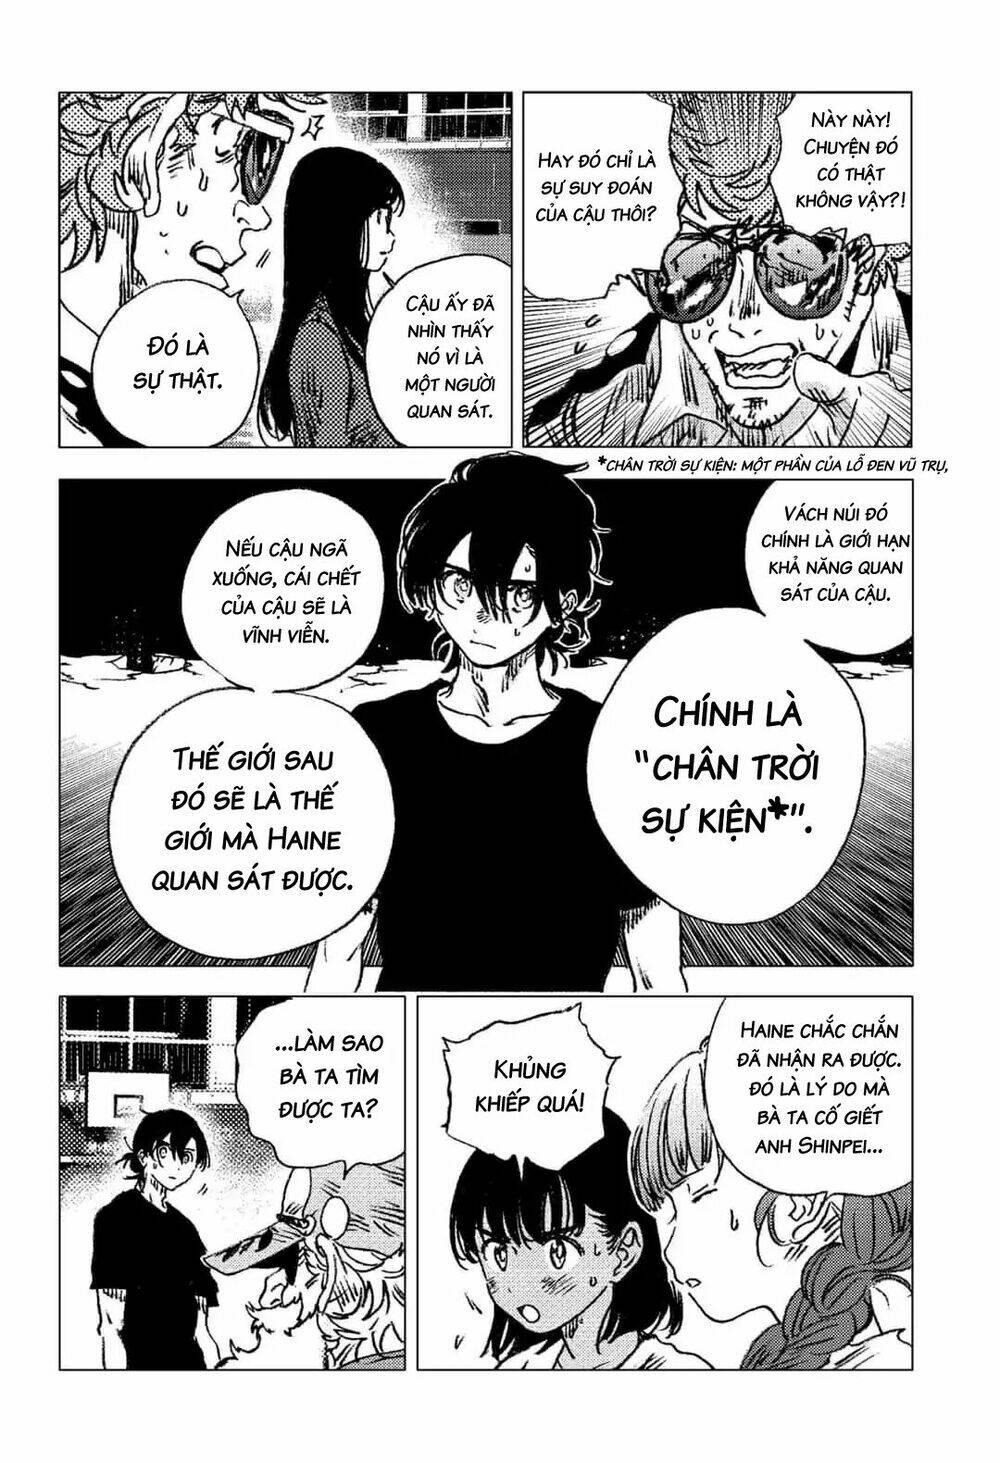 NÀY NÀY!
CHUYỆN ĐÓ
CÓ THẬT
KHÔNG VẬY?!
HAY ĐÓ CHỈ LÀ
SỰ SUY ĐOÁN
CỦA CẬU THÔI?
CẬU ẤY ĐÃ
NHÌN THẤY
NÓ VÌ LÀ
MỘT NGƯỜI
QUAN SÁT.
ĐÓ LÀ
SỰ THẬT.
*CHÂN TRỜI SỰ KIỆN: MỘT PHẦN CỦA LỖ ĐEN VŨ TRỤ,
VÁCH NÚI ĐÓ
CHÍNH LÀ GIỚI HẠN
KHẢ NĂNG QUAN
SÁT CỦA CẬU.
CHÍNH LÀ
"CHÂN TRỜI
SỰ KIỆN*".
NẾU CẬU NGÃ
XUỐNG, CÁI CHẾT
CỦA CẬU SẼ LÀ
VĨNH VIỄN.
THẾ GIỚI SAU
ĐÓ SẼ LÀ THẾ
GIỚI MÀ HAINE
QUAN SÁT ĐƯỢC.
HAINE CHẮC CHẮN
ĐÃ NHẬN RA ĐƯỢC.
ĐÓ LÀ LÝ DO MÀ
BÀ TA CỐ GIẾT
ANH SHINPEI...
KHỦNG
KHIẾP QUÁ!
...LÀM SAO
BÀ TA TÌM
ĐƯỢC TA?